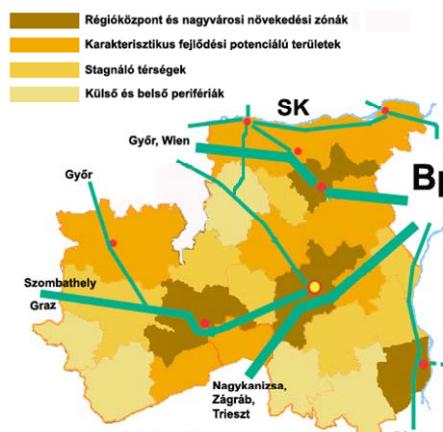 Régióközpont és nagyvárosi növekedési zónák
Karakterisztikus fejlődési potenciálú területek
Stagnáló térségek
Külső és belső perifériák
SK
Győr, Wien
Győr
Szombathely
Graz
Nagykanizsa,
Zágráb,
Trieszt